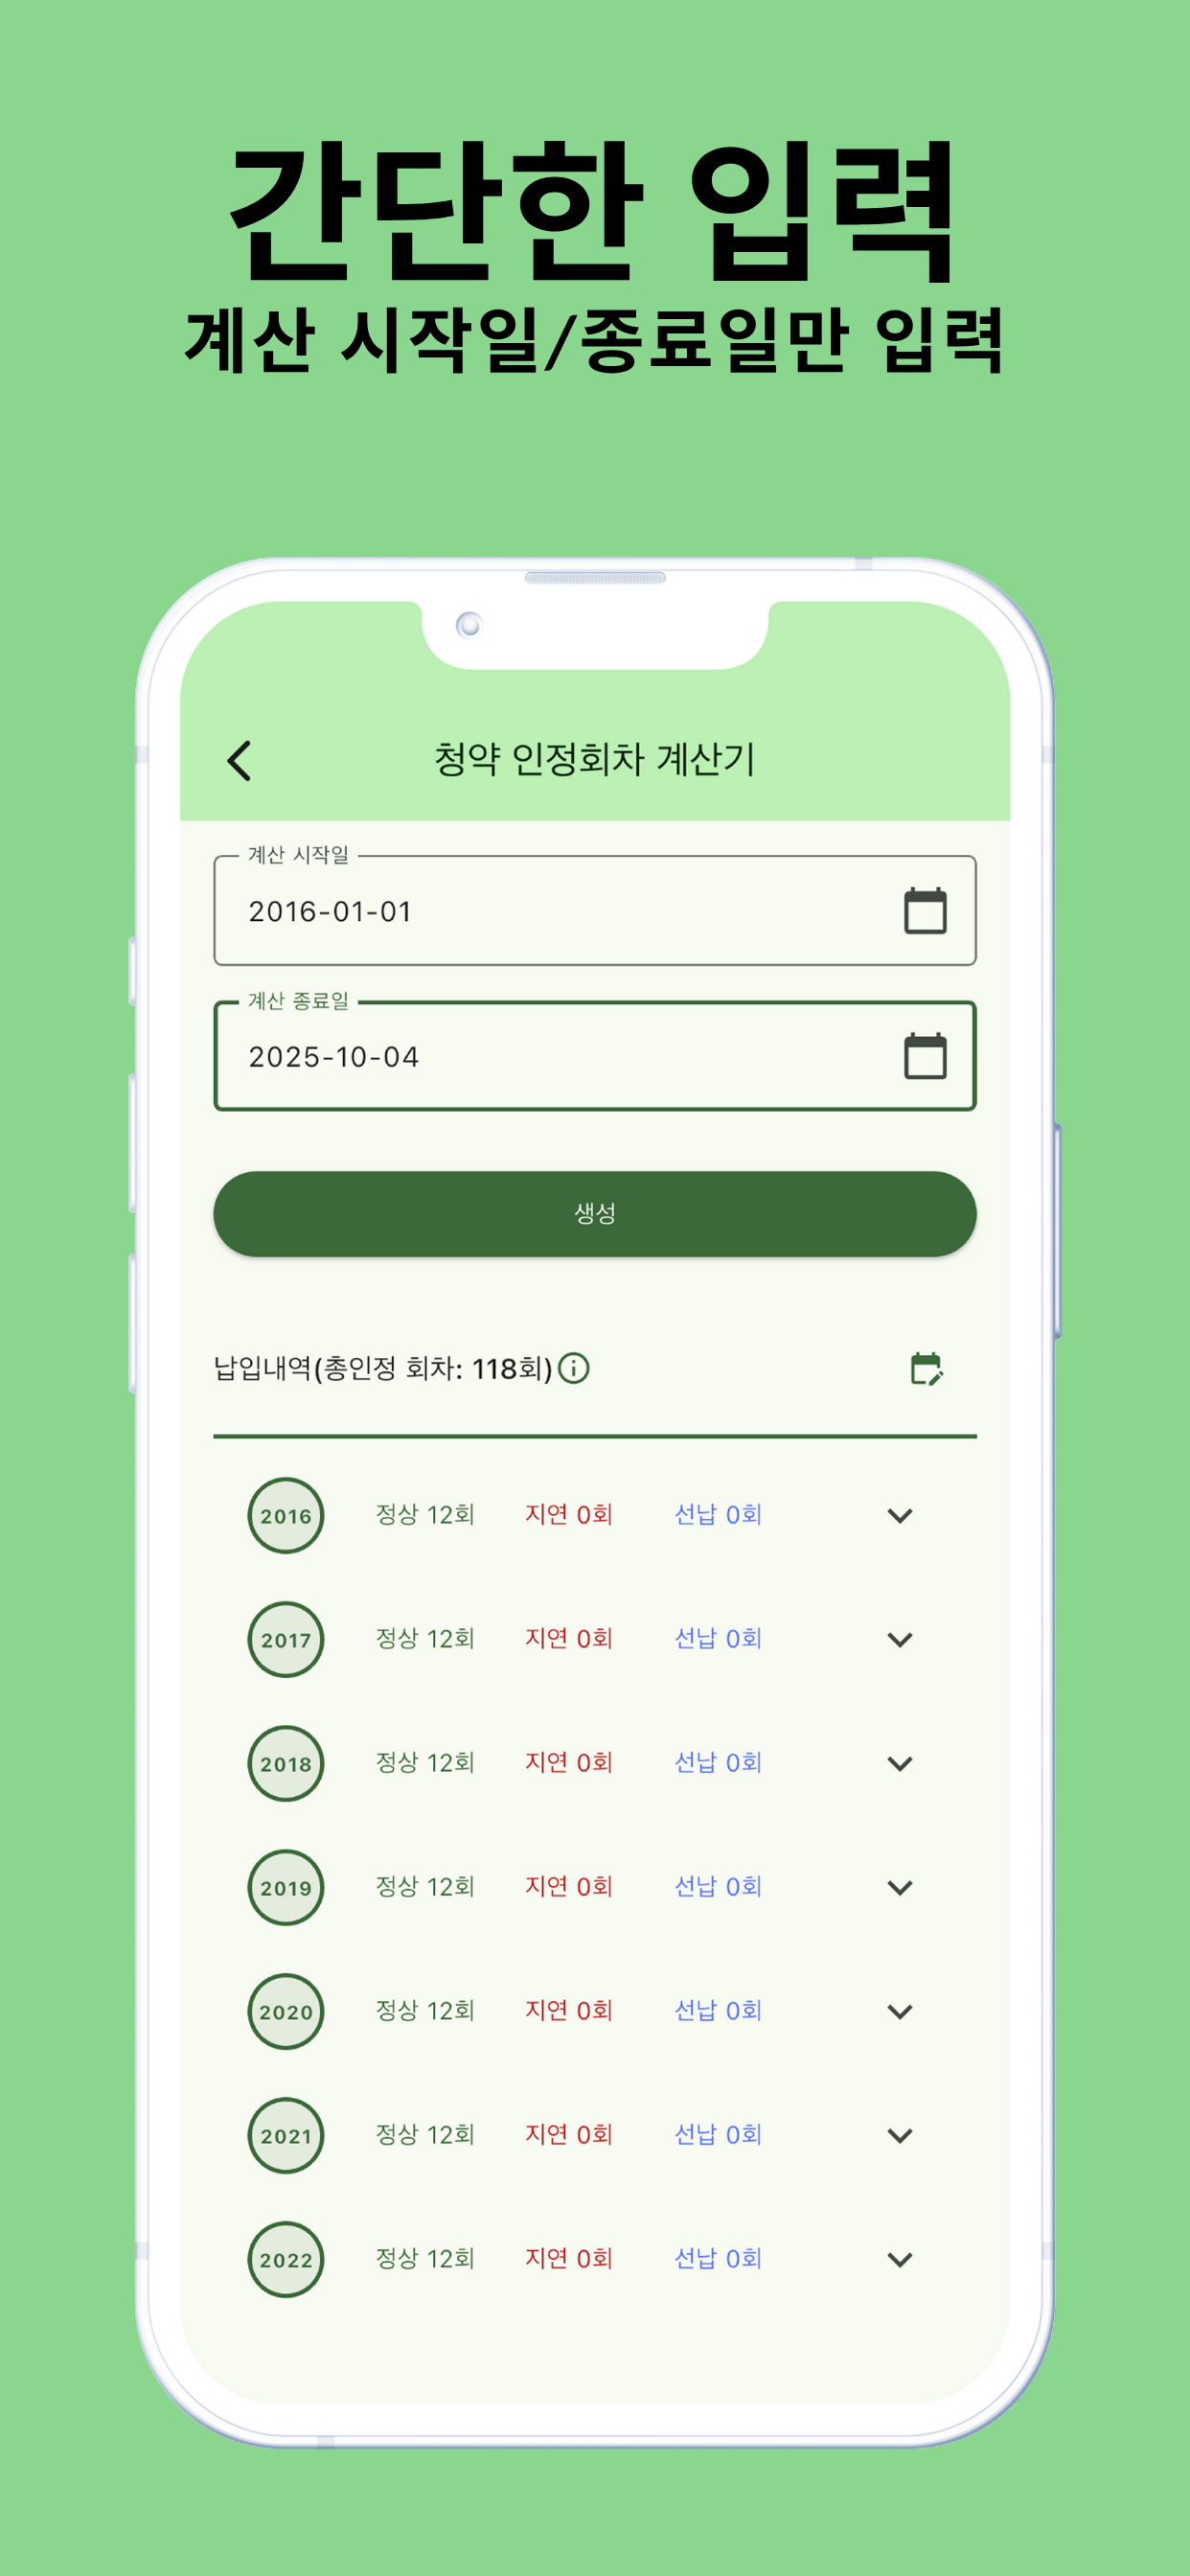 간단한 입력
계산 시작일/종료일만 입력
청약 인정회차 계산기
계산 시작일
2016-01-01
계산 종료일
2025-10-04
생성
납입내역(총인정 회차: 118회)
2016 정상 12회 지연 0회 선납 0회
2017 정상 12회 지연 0회 선납 0회
2018 정상 12회 지연 0회 선납 0회
2019 정상 12회 지연 0회 선납 0회
2020 정상 12회 지연 0회 선납 0회
2021 정상 12회 지연 0회 선납 0회
2022 정상 12회 지연 0회 선납 0회